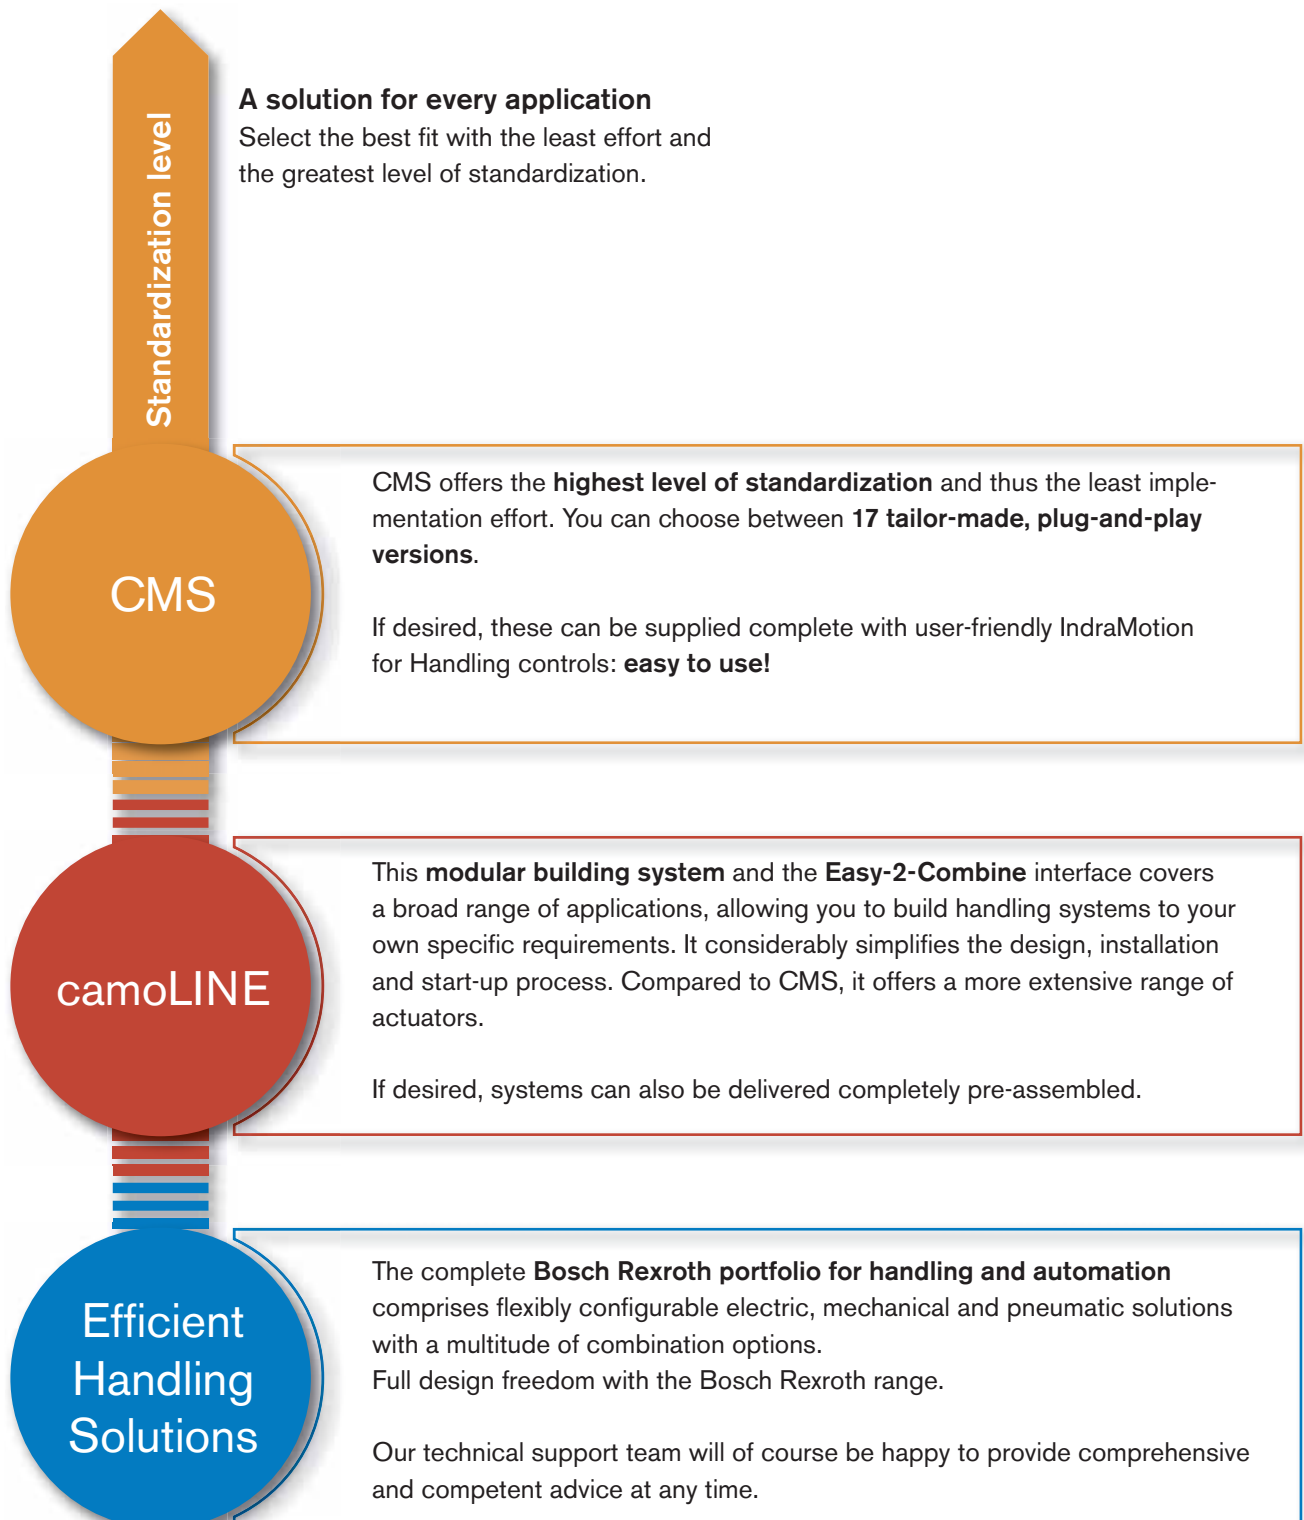 A solution for every application
Select the best fit with the least effort and
the greatest level of standardization.
Standardization level
CMS
CMS offers the highest level of standardization and thus the least imple-
mentation effort. You can choose between 17 tailor-made, plug-and-play
versions.
If desired, these can be supplied complete with user-friendly IndraMotion
for Handling controls: easy to use!
camoLINE
This modular building system and the Easy-2-Combine interface covers
a broad range of applications, allowing you to build handling systems to your
own specific requirements. It considerably simplifies the design, installation
and start-up process. Compared to CMS, it offers a more extensive range of
actuators.
If desired, systems can also be delivered completely pre-assembled.
Efficient
Handling
Solutions
The complete Bosch Rexroth portfolio for handling and automation
comprises flexibly configurable electric, mechanical and pneumatic solutions
with a multitude of combination options.
Full design freedom with the Bosch Rexroth range.
Our technical support team will of course be happy to provide comprehensive
and competent advice at any time.